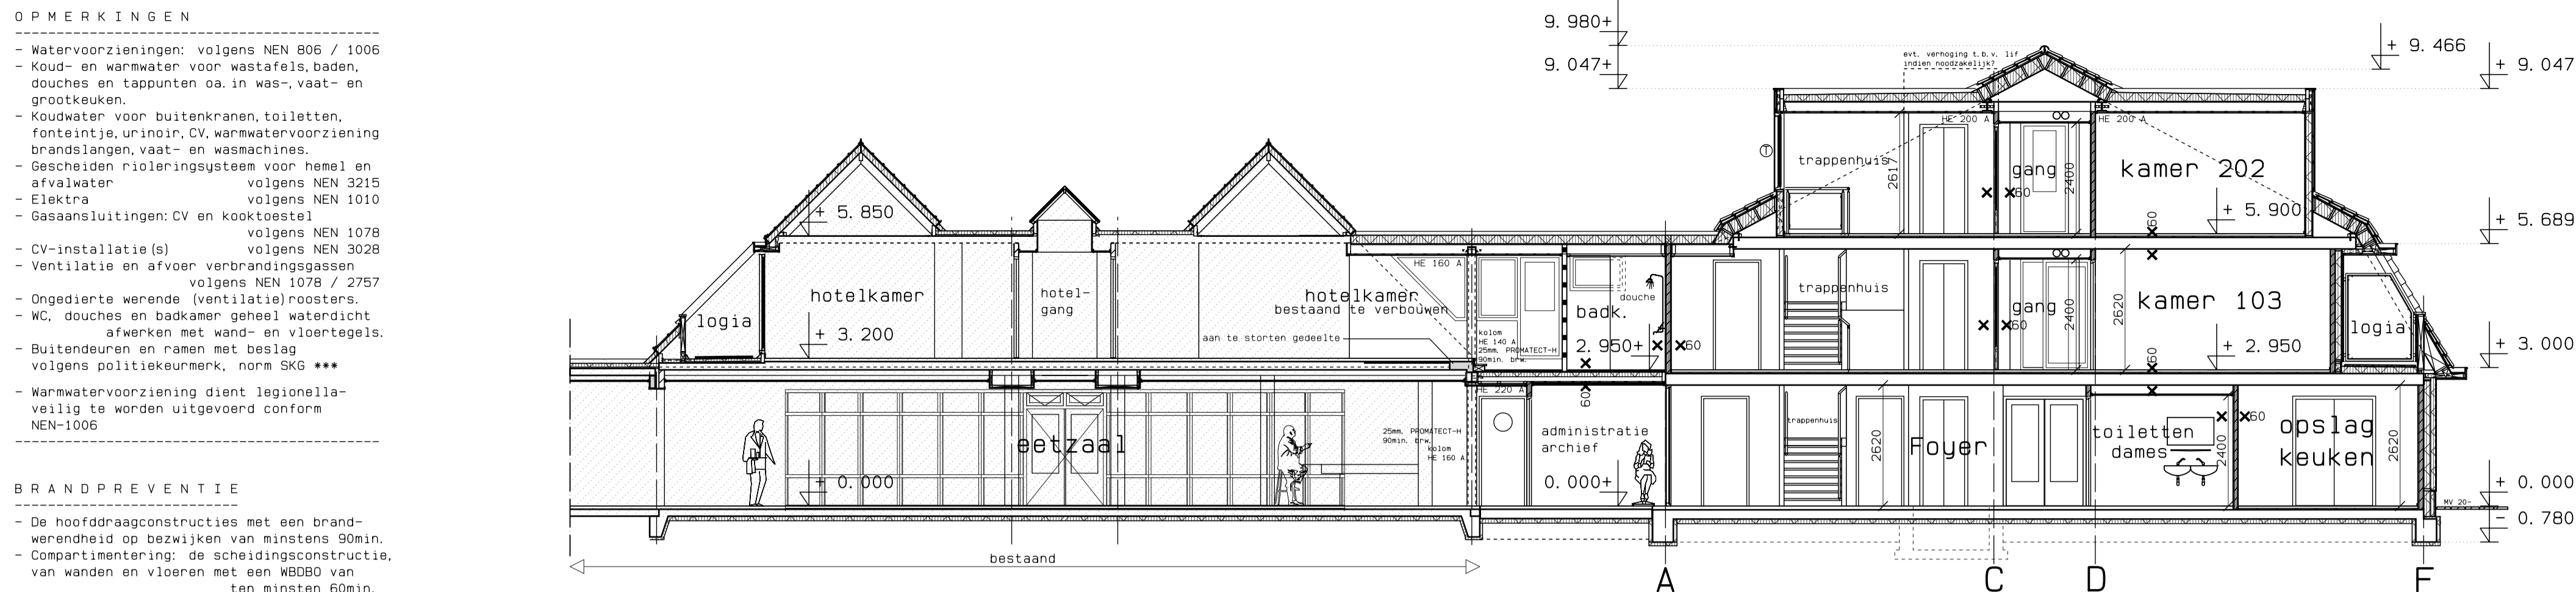 OPMERKINGEN
- Watervoorzieningen: volgens NEN 806 / 1006
- Koud- en warmwater voor wastafels, baden,
douches en tappunten oa. in was-, vaat- en
grootkeuken.
- Koudwater voor buitenkranen, toiletten,
fonteintje, urinoir, CV, warmwatervoorziening
brandslangen, vaat- en wasmachines.
- Gescheiden rioleringsysteem voor hemel en
afvalwater volgens NEN 3215
- Elektra volgens NEN 1010
- Gasaansluitingen: CV en kooktoestel
volgens NEN 1078
- CV-installatie(s) volgens NEN 3028
- Ventilatie en afvoer verbrandingsgassen
volgens NEN 1078 / 2757
- Ongedierte werende (ventilatie) roosters.
- WC, douches en badkamer geheel waterdicht
afwerken met wand- en vloertegels.
- Buitendeuren en ramen met beslag
volgens politiekeurmerk, norm SKG ***
- Warmwatervoorziening dient legionella-
veilig te worden uitgevoerd conform
NEN-1006
BRANDPREVENTIE
- De hoofddraagconstructies met een brand-
werendheid op bezwijken van minstens 90min.
- Compartimentering: de scheidingsconstructie,
van wanden en vloeren met een WBDBO van
ten minsten 60min.
9.980+
9.047+
evt. verhoging t.b.v. lif
indien noodzakelijk?
+ 9.466
+ 9.047
HE 200 A
HE 200 A
T
trappenhuis
2617
gang
60
2400
kamer 202
+ 5.900
60
+ 5.689
+ 5.850
hotelkamer
hotel-
gang
hotelkamer
bestaand te verbouwen
logia
+ 3.200
aan te storten gedeelte
HE 160 A
kolom
HE 140 A
25mm. PROMATECT-H
90min. brw.
douche
badk.
2.950+
60
trappenhuis
gang
60
2400
2620
kamer 103
+ 2.950
60
logia
+ 3.000
HE 220 A
60
eetzaal
+ 0.000
25mm. PROMATECT-H
90min. brw.
kolom
HE 160 A
administratie
archief
0.000+
trappenhuis
2620
Foyer
toiletten
dames
2400
60
opslag
keuken
2620
+ 0.000
MV 20-
- 0.780
bestaand
A
C
D
F